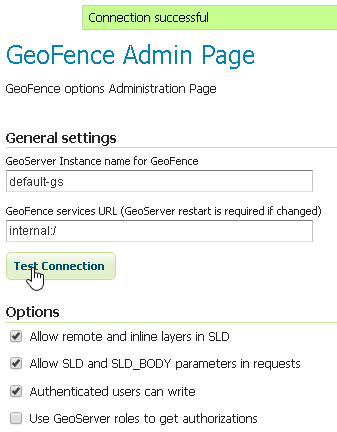 Connection successful
GeoFence Admin Page
GeoFence options Administration Page
General settings
GeoServer Instance name for GeoFence
default-gs
GeoFence services URL (GeoServer restart is required if changed)
internal:/
Test Connection
Options
Allow remote and inline layers in SLD
Allow SLD and SLD_BODY parameters in requests
Authenticated users can write
Use GeoServer roles to get authorizations